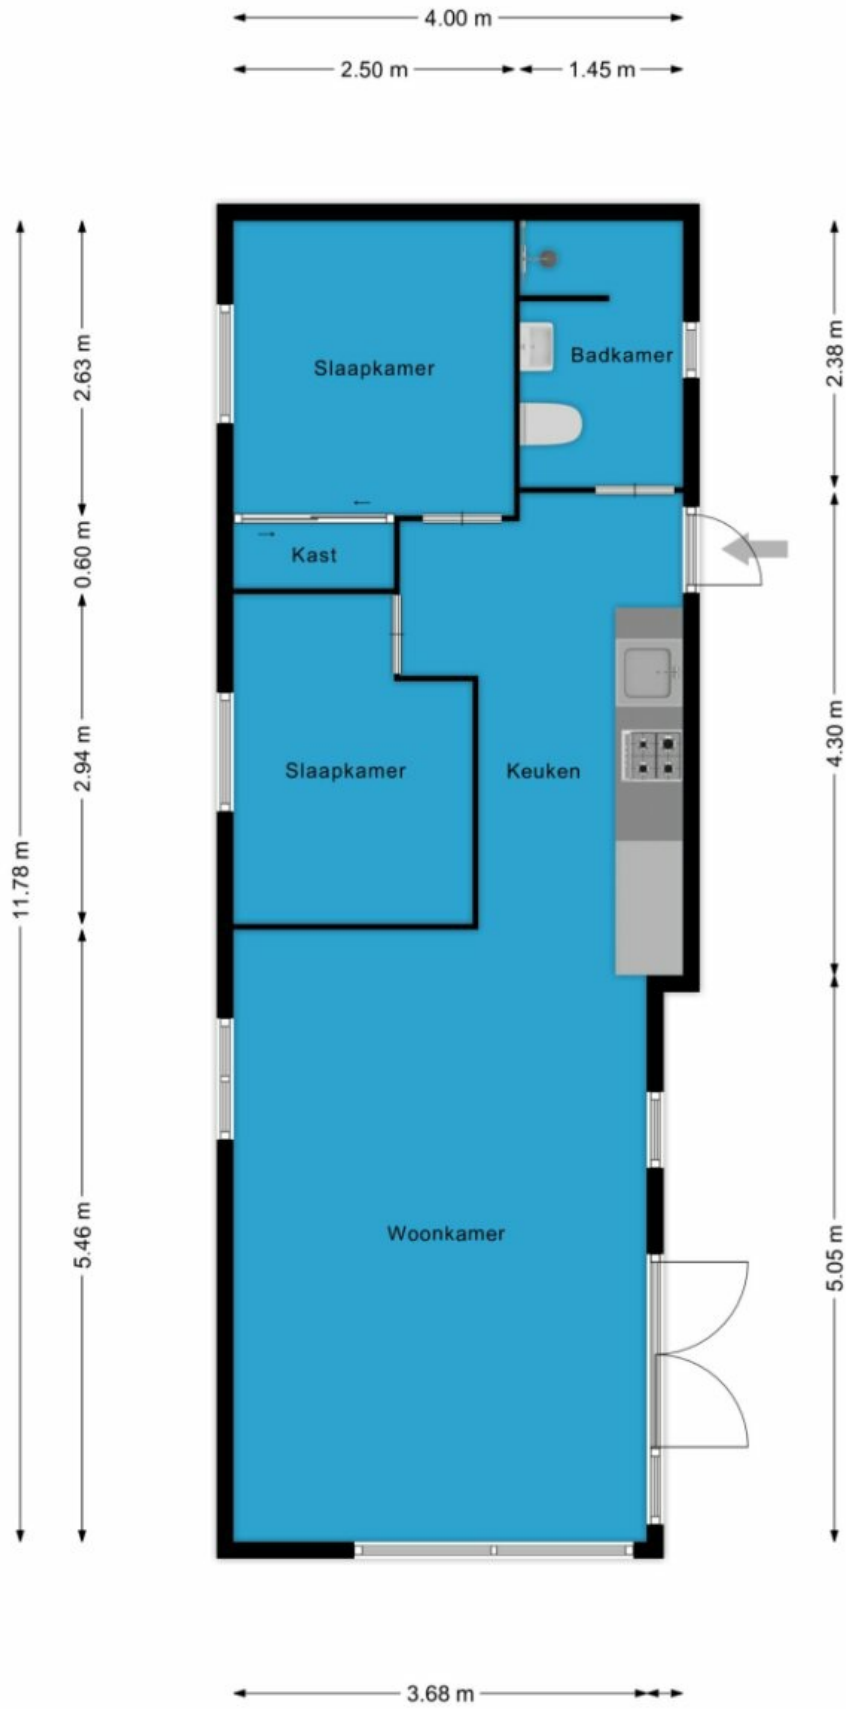 4.00 m
2.50 m
1.45 m
2.63 m
2.38 m
Slaapkamer
Badkamer
0.60 m
Kast
11.78 m
2.94 m
4.30 m
Slaapkamer
Keuken
5.46 m
Woonkamer
5.05 m
3.68 m